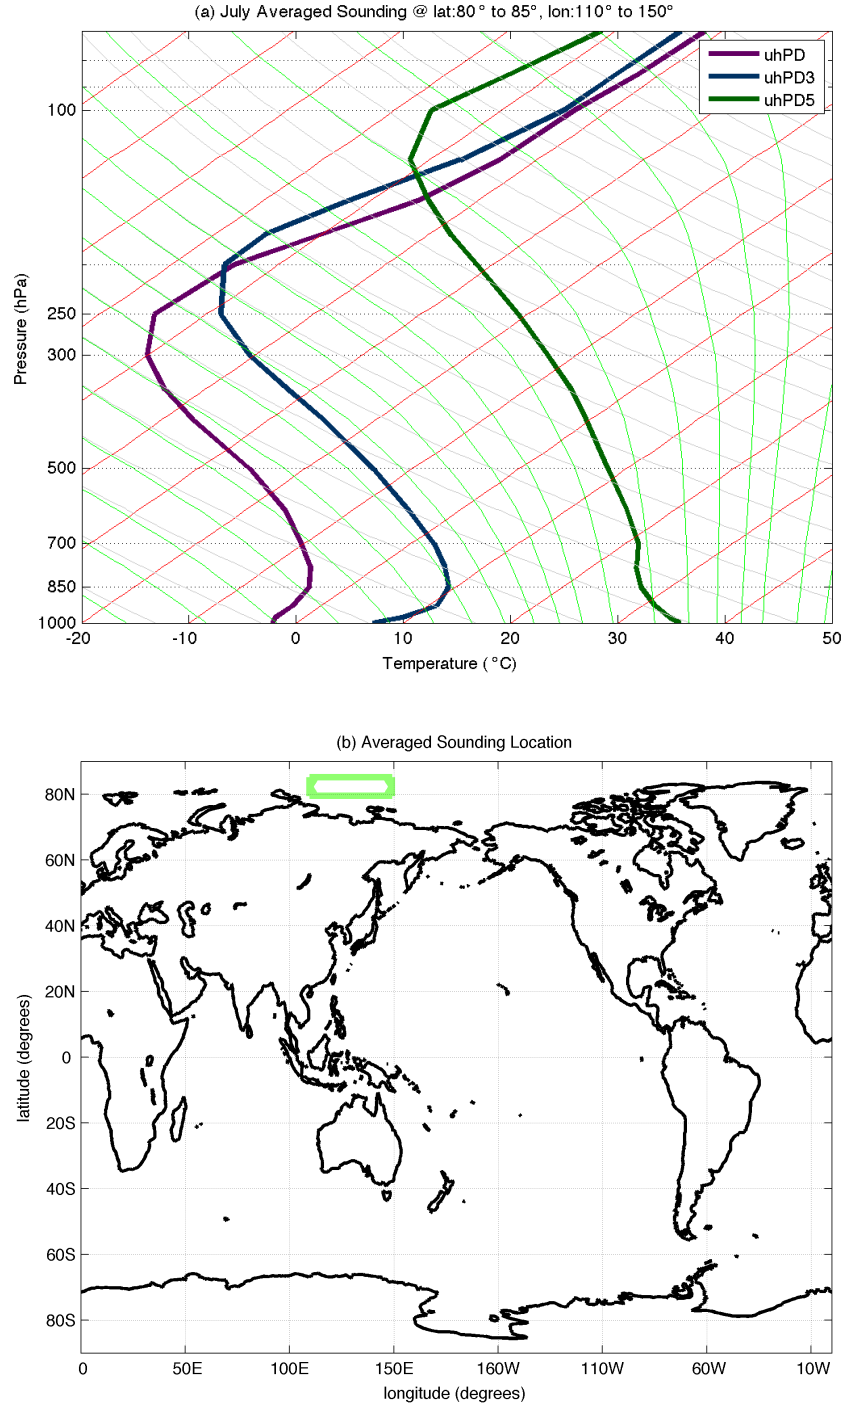 (a) July Averaged Sounding @ lat:80° to 85°, lon:110° to 150°
uhPD
uhPD3
uhPD5
100
250
300
500
700
850
1000
Pressure (hPa)
-20 -10 0 10 20 30 40 50
Temperature (°C)
(b) Averaged Sounding Location
80N
60N
40N
20N
0
20S
40S
60S
80S
latitude (degrees)
0 50E 100E 150E 160W 110W 60W 10W
longitude (degrees)